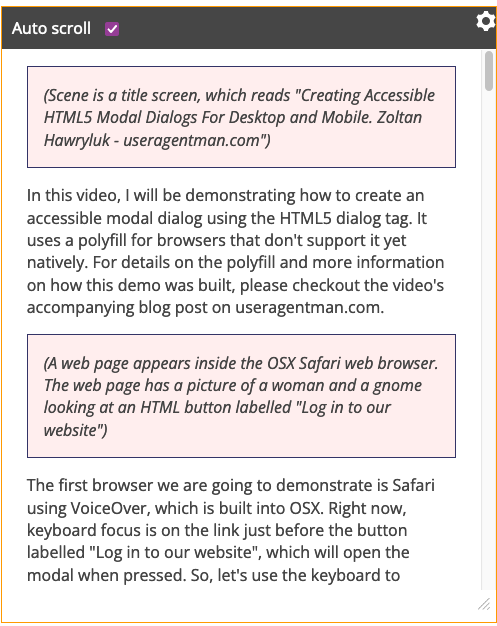 Auto scroll
(Scene is a title screen, which reads "Creating Accessible
HTML5 Modal Dialogs For Desktop and Mobile. Zoltan
Hawryluk - useragentman.com")
In this video, I will be demonstrating how to create an
accessible modal dialog using the HTML5 dialog tag. It
uses a polyfill for browsers that don't support it yet
natively. For details on the polyfill and more information
on how this demo was built, please checkout the video's
accompanying blog post on useragentman.com.
(A web page appears inside the OSX Safari web browser.
The web page has a picture of a woman and a gnome
looking at an HTML button labelled "Log in to our
website")
The first browser we are going to demonstrate is Safari
using VoiceOver, which is built into OSX. Right now,
keyboard focus is on the link just before the button
labelled "Log in to our website", which will open the
modal when pressed. So, let's use the keyboard to